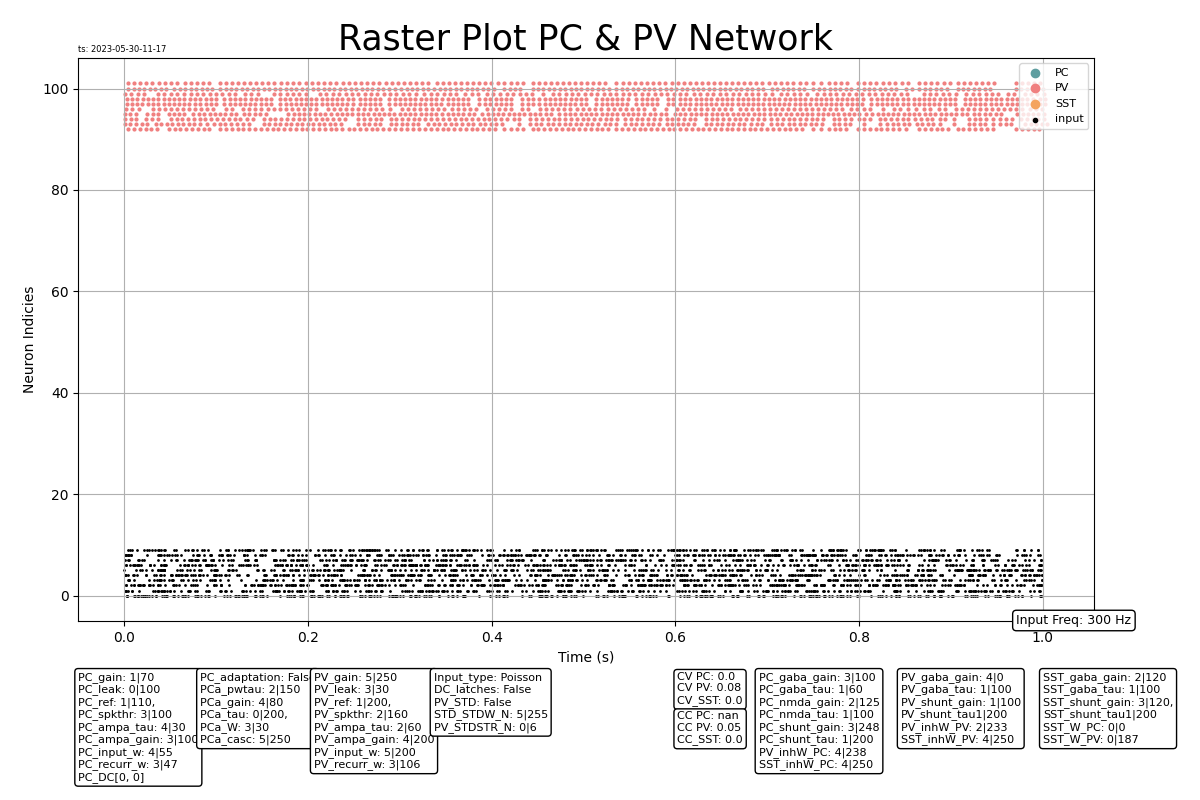 Raster Plot PC & PV Network
ts: 2023-05-30-11-17
PC
PV
SST
input
100
80
60
40
20
0
Neuron Indicies
0.0
0.2
0.4
0.6
0.8
1.0
Input Freq: 300 Hz
Time (s)
PC_gain: 1|70
PC_leak: 0|100
PC_ref: 1|110,
PC_spkthr: 3|100
PC_ampa_tau: 4|30
PC_ampa_gain: 3|100
PC_input_w: 4|55
PC_recurr_w: 3|47
PC_DC[0, 0]
PC_adaptation: False
PCa_pwtau: 2|150
PCa_gain: 4|80
PCa_tau: 0|200,
PCa_W: 3|30
PCa_casc: 5|250
PV_gain: 5|250
PV_leak: 3|30
PV_ref: 1|200,
PV_spkthr: 2|160
PV_ampa_tau: 2|60
PV_ampa_gain: 4|200
PV_input_w: 5|200
PV_recurr_w: 3|106
Input_type: Poisson
DC_latches: False
PV_STD: False
STD_STDW_N: 5|255
PV_STDSTR_N: 0|6
CV PC: 0.0
CV PV: 0.08
CV_SST: 0.0
CC PC: nan
CC PV: 0.05
CC_SST: 0.0
PC_gaba_gain: 3|100
PC_gaba_tau: 1|60
PC_nmda_gain: 2|125
PC_nmda_tau: 1|100
PC_shunt_gain: 3|248
PC_shunt_tau: 1|200
PV_inhW_PC: 4|238
SST_inhW_PC: 4|250
PV_gaba_gain: 4|0
PV_gaba_tau: 1|100
PV_shunt_gain: 1|100
PV_shunt_tau1|200
PV_inhW_PV: 2|233
SST_inhW_PV: 4|250
SST_gaba_gain: 2|120
SST_gaba_tau: 1|100
SST_shunt_gain: 3|120,
SST_shunt_tau1|200
SST_W_PC: 0|0
SST_W_PV: 0|187